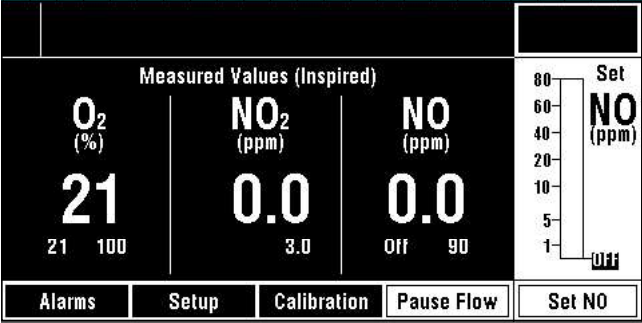 Measured Values (Inspired)
O₂ NO₂ NO
(%) (ppm) (ppm)
21 0.0 0.0
21 100 3.0 Off 90
Set
NO
(ppm)
80
60
40
20
10
5
1
OFF
Alarms Setup Calibration Pause Flow Set NO